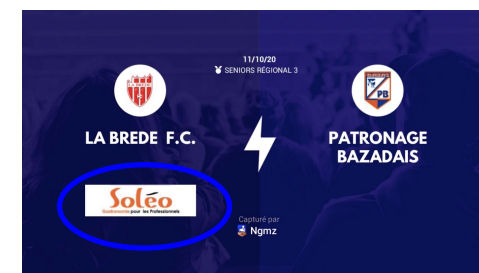 11/10/20
SENIORS RÉGIONAL 3
LA BREDE F.C.
PATRONAGE
BAZADAIS
PB
Soléo
Gastronomie pour les Professionnels
Capturé par
Ngmz